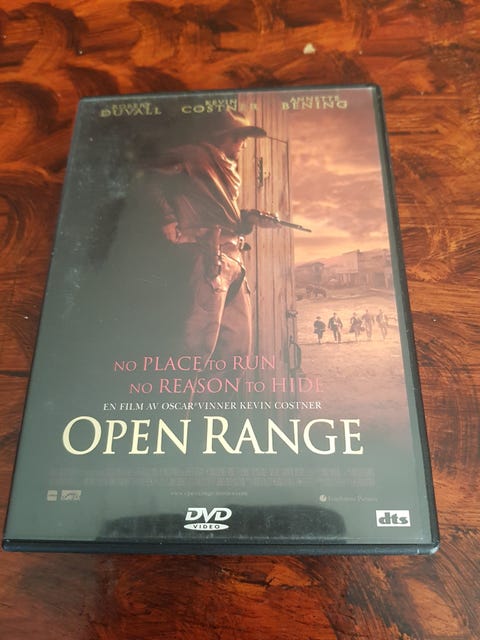 ROBERT DUVALL KEVIN COSTNER ANNETTE BENING
NO PLACE TO RUN
NO REASON TO HIDE
EN FILM AV OSCAR®VINNER KEVIN COSTNER
OPEN RANGE
DVD
VIDEO
dts